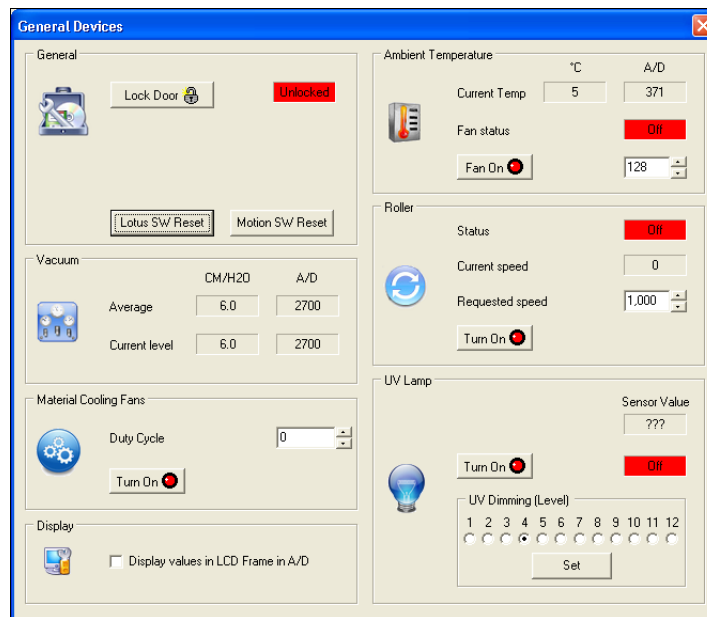 General Devices
General
Lock Door
Unlocked
Lotus SW Reset
Motion SW Reset
Vacuum
CM/H2O A/D
Average 6.0 2700
Current level 6.0 2700
Material Cooling Fans
Duty Cycle 0
Turn On
Display
Display values in LCD Frame in A/D
Ambient Temperature
°C A/D
Current Temp 5 371
Fan status Off
Fan On 128
Roller
Status Off
Current speed 0
Requested speed 1,000
Turn On
UV Lamp
Sensor Value
???
Turn On Off
UV Dimming (Level)
1 2 3 4 5 6 7 8 9 10 11 12
Set